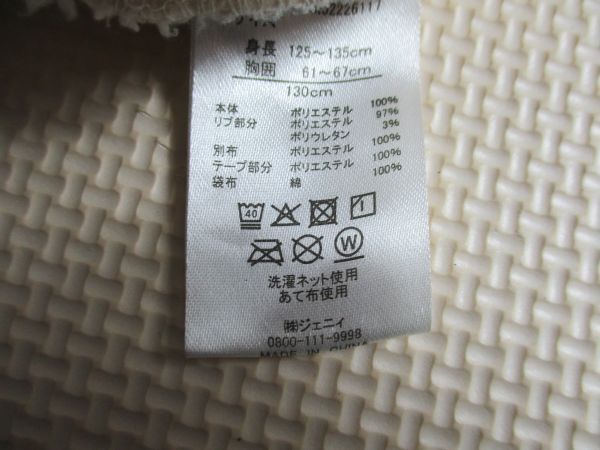 サイズ
身長 125～135cm
胸囲 61～67cm
130cm
本体 ポリエステル 100%
リブ部分 ポリエステル 97%
ポリウレタン 3%
別布 ポリエステル 100%
テープ部分 ポリエステル 100%
袋布 綿 100%
40
W
洗濯ネット使用
あて布使用
㈱ジェニィ
0800-111-9998
MADE IN CHINA